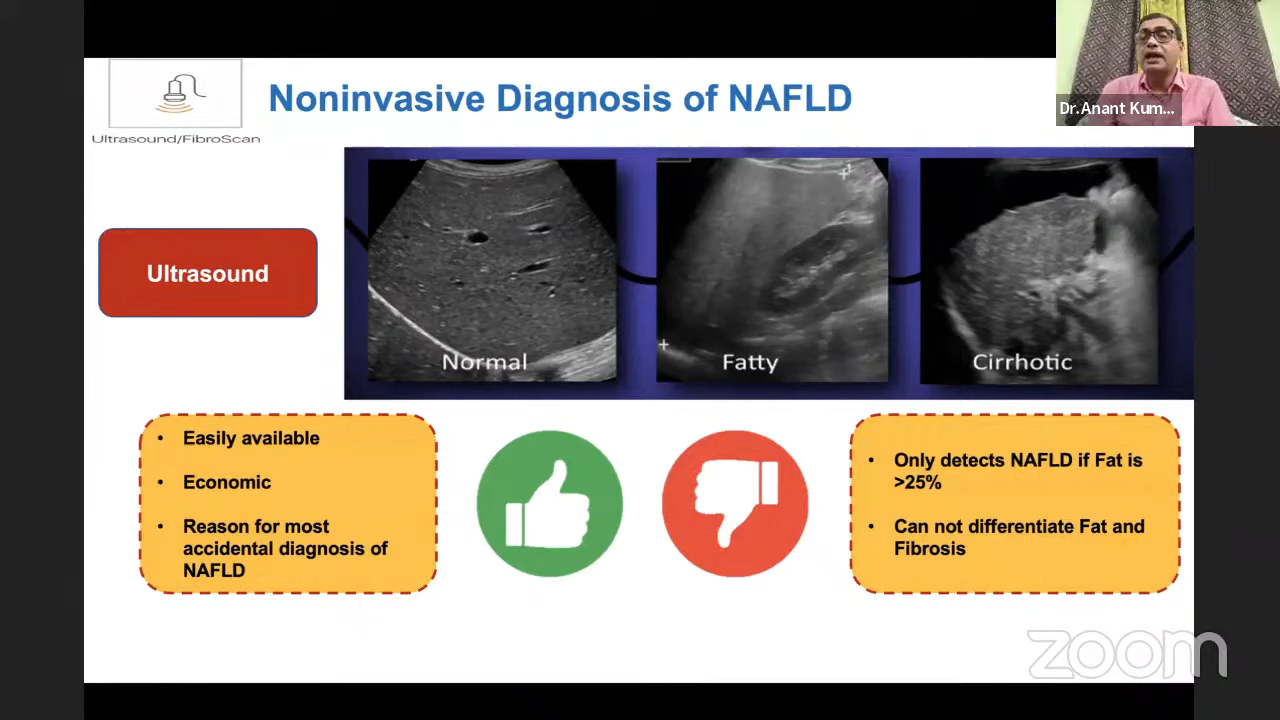 Noninvasive Diagnosis of NAFLD
Ultrasound/FibroScan
Dr.Anant Kum...
Ultrasound
Normal
Fatty
Cirrhotic
• Easily available
• Economic
• Reason for most
accidental diagnosis of
NAFLD
• Only detects NAFLD if Fat is
>25%
• Can not differentiate Fat and
Fibrosis
zoom